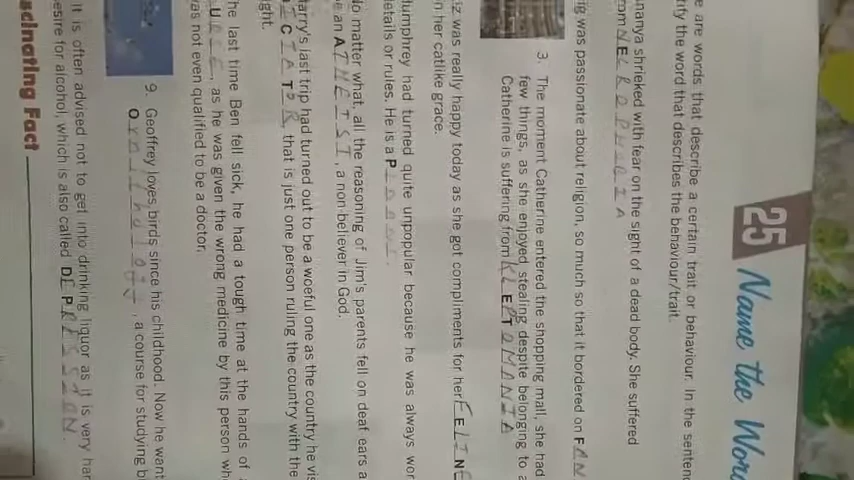 25
Name the Wor
e are words that describe a certain trait or behaviour. In the senten
tify the word that describes the behaviour/trait.
nanya shrieked with fear on the sight of a dead body. She suffered
rom NECROPHOBIA
ig was passionate about religion, so much so that it bordered on FAN
3. The moment Catherine entered the shopping mall, she had
few things, as she enjoyed stealing despite belonging to a
Catherine is suffering from KLEPTOMANIA
iz was really happy today as she got compliments for her FELINE
n her catlike grace.
umphrey had turned quite unpopular because he was always wor
etails or rules. He is a P
No matter what, all the reasoning of Jim's parents fell on deaf ears a
e an ATHEIST, a non-believer in God.
arry's last trip had turned out to be a woeful one as the country he vis
ICTATOR, that is just one person ruling the country with the
ght.
he last time Ben fell sick, he had a tough time at the hands of a
U, as he was given the wrong medicine by this person wh
as not even qualified to be a doctor.
9. Geoffrey loves birds since his childhood. Now he want
Ornithology, a course for studying b
It is often advised not to get into drinking liquor as it is very har
esire for alcohol, which is also called DEPRESSION.
scinating Fact